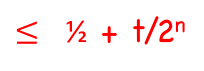 ≤ ½ + t/2ⁿ